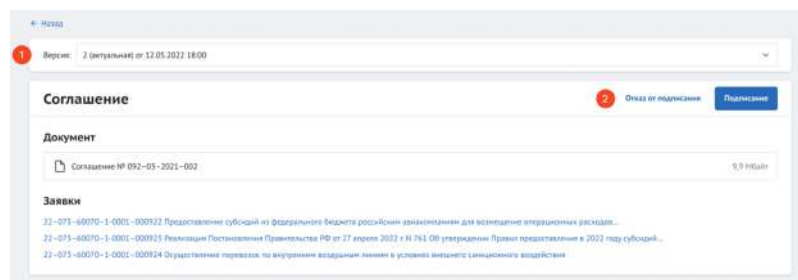 ← Назад
1
Версия: 2 (актуальная) от 12.05.2022 18:00
Соглашение
2 Отказ от подписания Подписание
Документ
Соглашение № 092-03-2021-002 9,9 Мбайт
Заявки
22-073-60070-1-0001-000922 Предоставление субсидий из федерального бюджета российским авиакомпаниям для возмещение операционных расходов...
22-073-60070-1-0001-000923 Реализация Постановления Правительства РФ от 27 апреля 2022 г N 761 Об утверждении Правил предоставления в 2022 году субсидий...
22-073-60070-1-0001-000924 Осуществление перевозок по внутренним воздушным линиям в условиях внешнего санкционного воздействия